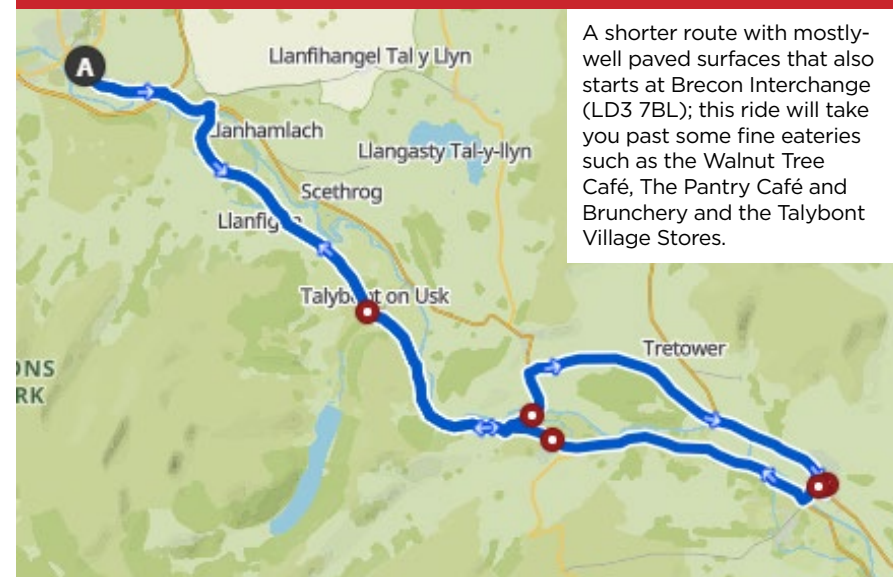 A
Llanfihangel Tal y Llyn
Llanhamlach
Llangasty Tal-y-llyn
Scethrog
Talybont on Usk
Tretower
ONS
RK
A shorter route with mostly-
well paved surfaces that also
starts at Brecon Interchange
(LD3 7BL); this ride will take
you past some fine eateries
such as the Walnut Tree
Café, The Pantry Café and
Brunchery and the Talybont
Village Stores.